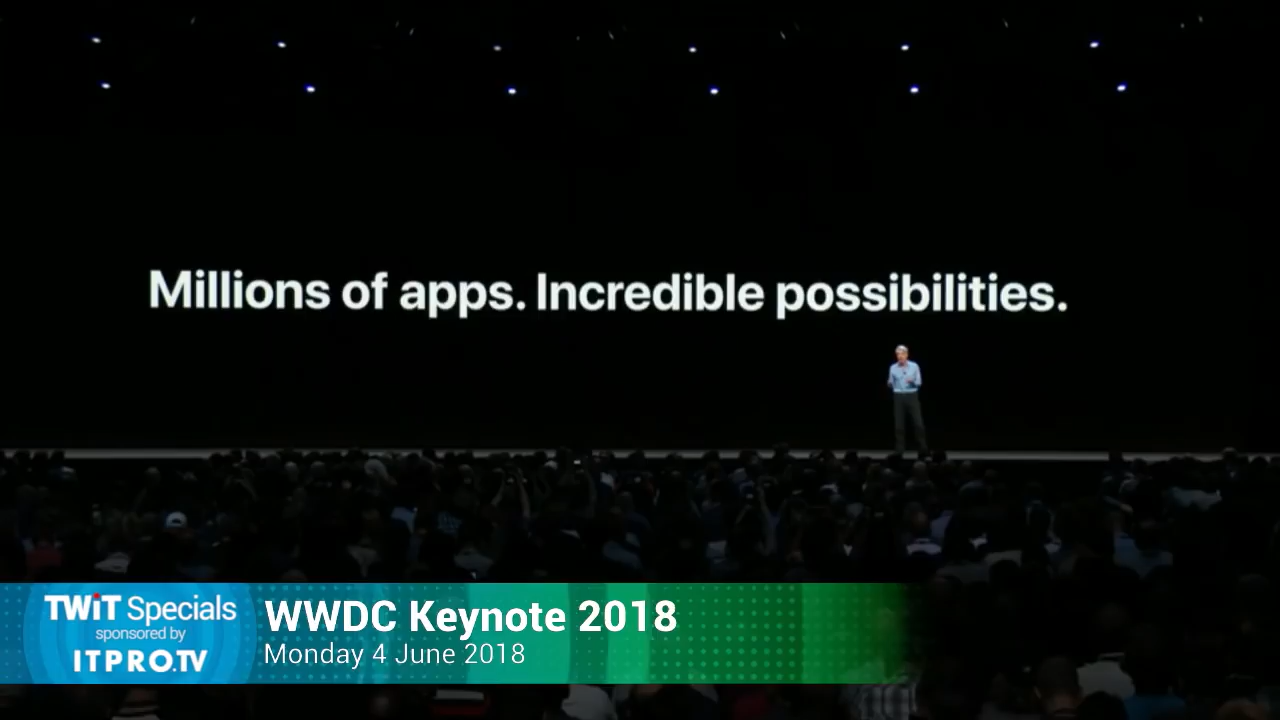 Millions of apps. Incredible possibilities.
TWiT Specials
sponsored by
ITPRO.TV
WWDC Keynote 2018
Monday 4 June 2018